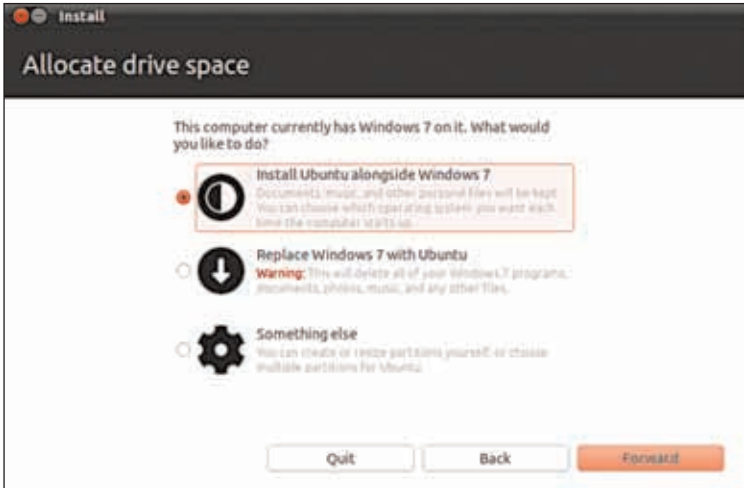 Install
Allocate drive space
This computer currently has Windows 7 on it. What would
you like to do?
Install Ubuntu alongside Windows 7
Documents, music, and other personal files will be kept.
You can choose which operating system you want each
time the computer starts up.
Replace Windows 7 with Ubuntu
Warning: This will delete all of your Windows 7 programs,
documents, photos, music, and any other files.
Something else
You can create or resize partitions yourself, or choose
multiple partitions for Ubuntu.
Quit
Back
Forward